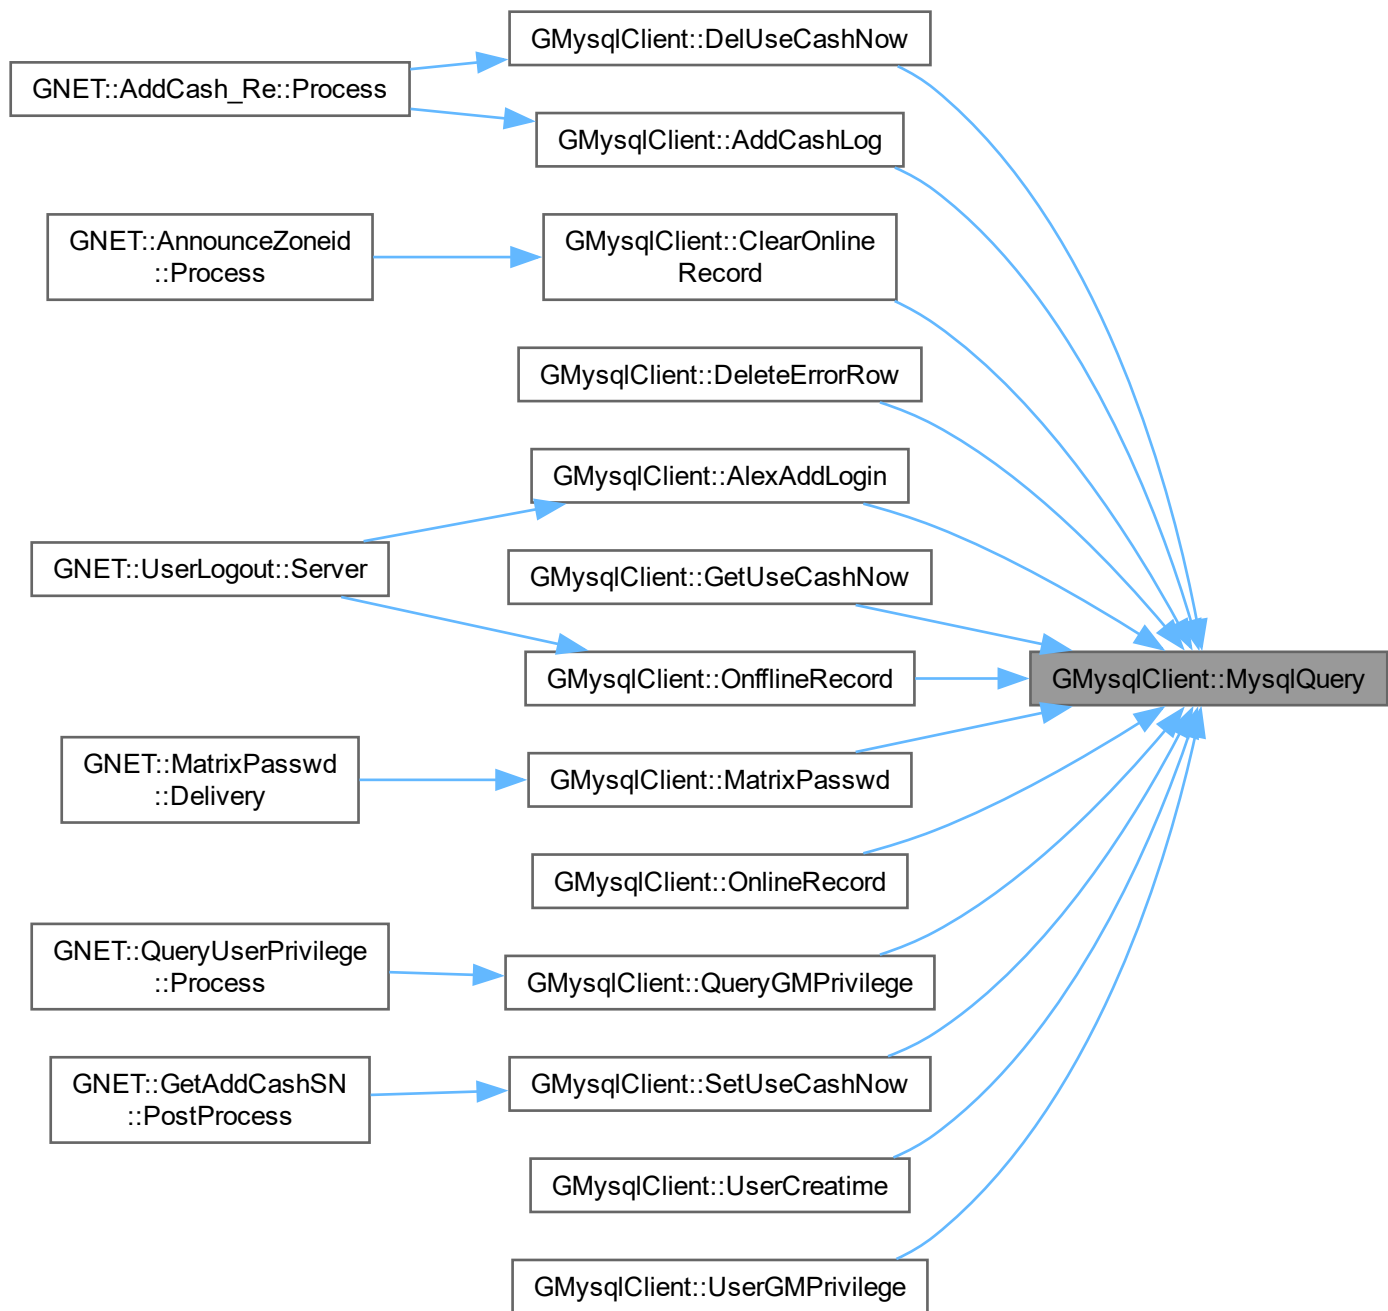 GMysqlClient::DelUseCashNow
GNET::AddCash_Re::Process
GMysqlClient::AddCashLog
GNET::AnnounceZoneid
::Process
GMysqlClient::ClearOnline
Record
GMysqlClient::DeleteErrorRow
GMysqlClient::AlexAddLogin
GNET::UserLogout::Server
GMysqlClient::GetUseCashNow
GMysqlClient::OnfflineRecord
GMysqlClient::MysqlQuery
GNET::MatrixPasswd
::Delivery
GMysqlClient::MatrixPasswd
GMysqlClient::OnlineRecord
GNET::QueryUserPrivilege
::Process
GMysqlClient::QueryGMPrivilege
GNET::GetAddCashSN
::PostProcess
GMysqlClient::SetUseCashNow
GMysqlClient::UserCreatime
GMysqlClient::UserGMPrivilege